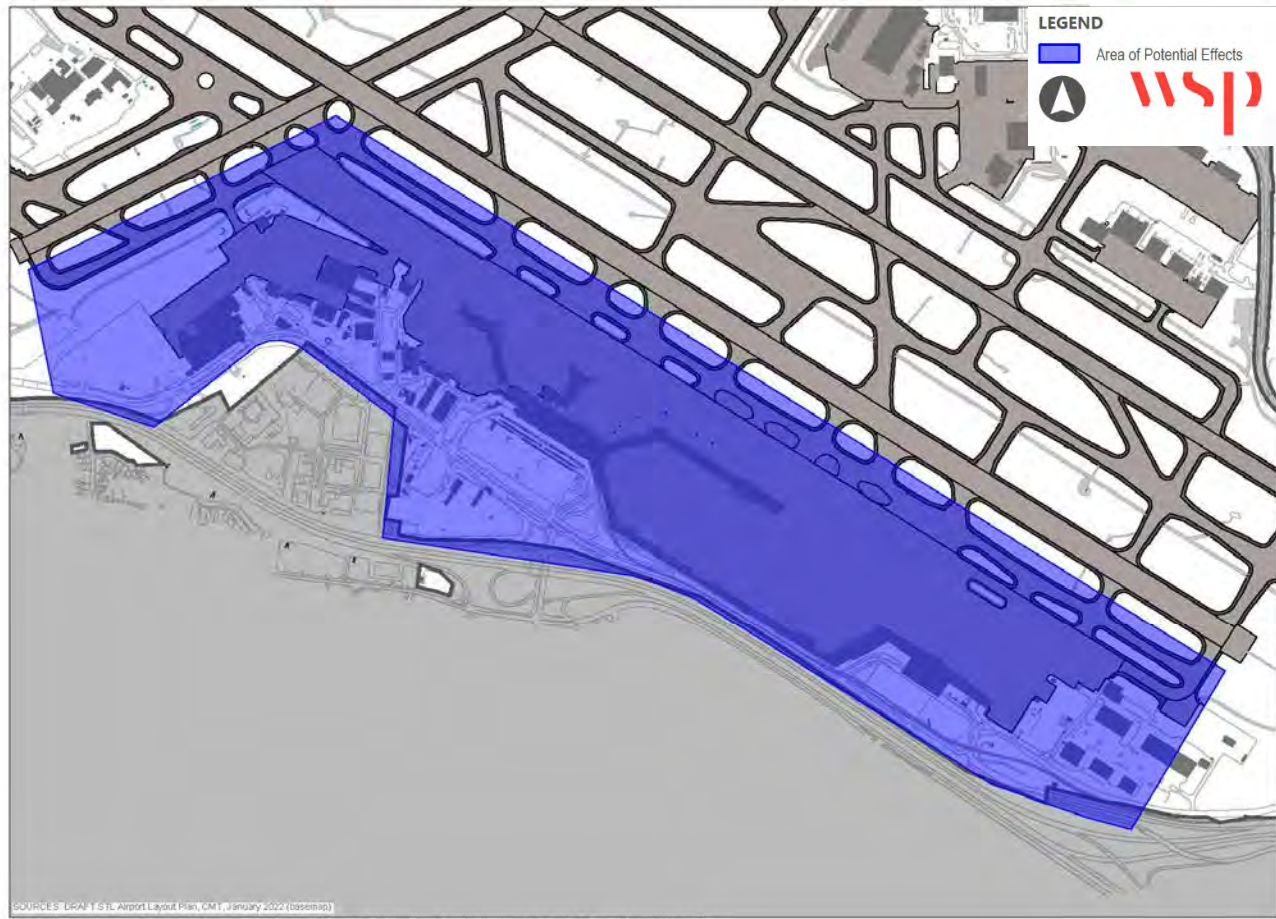 LEGEND
Area of Potential Effects
wsp
SOURCES: DRAFT STL Airport Layout Plan, CMT, January 2022 (basemap)